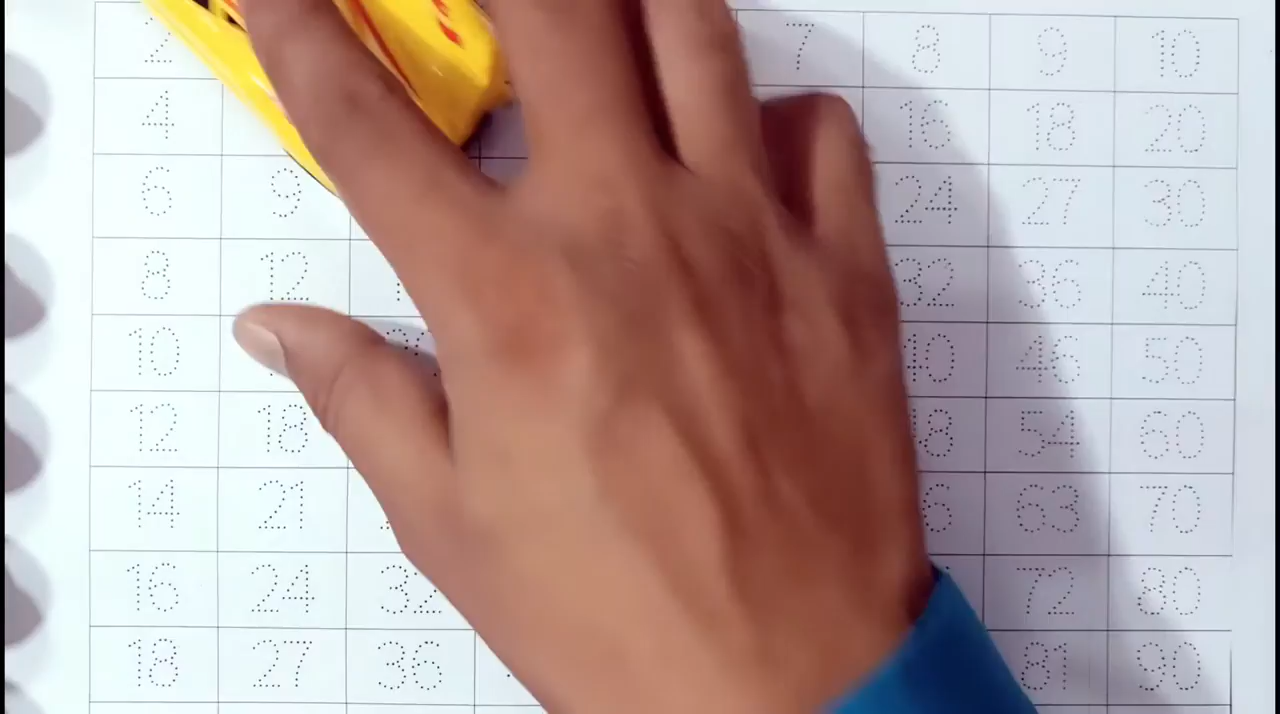 2 7 8 9 10
4 16 18 20
6 9 24 27 30
8 12 32 36 40
10 40 45 50
12 18 48 54 60
14 21 63 70
16 24 32 72 80
18 27 36 81 90